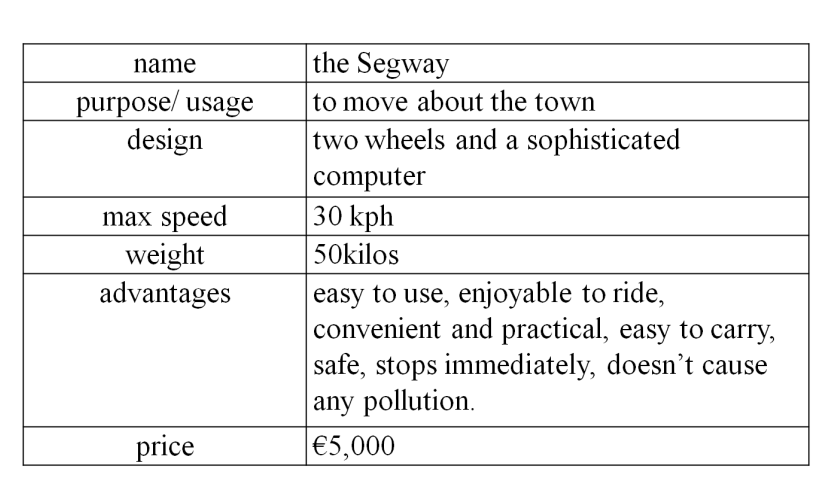 name the Segway
purpose/ usage to move about the town
design two wheels and a sophisticated
computer
max speed 30 kph
weight 50kilos
advantages easy to use, enjoyable to ride,
convenient and practical, easy to carry,
safe, stops immediately, doesn’t cause
any pollution.
price €5,000